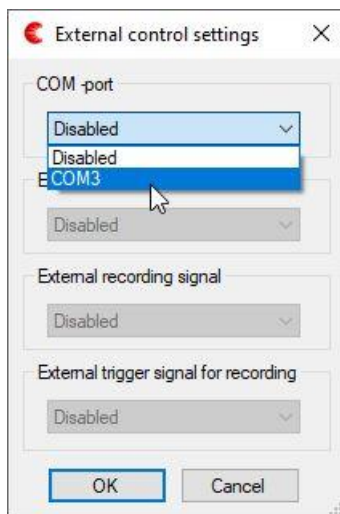 External control settings
COM -port
Disabled
Disabled
COM3
Disabled
External recording signal
Disabled
External trigger signal for recording
Disabled
OK
Cancel